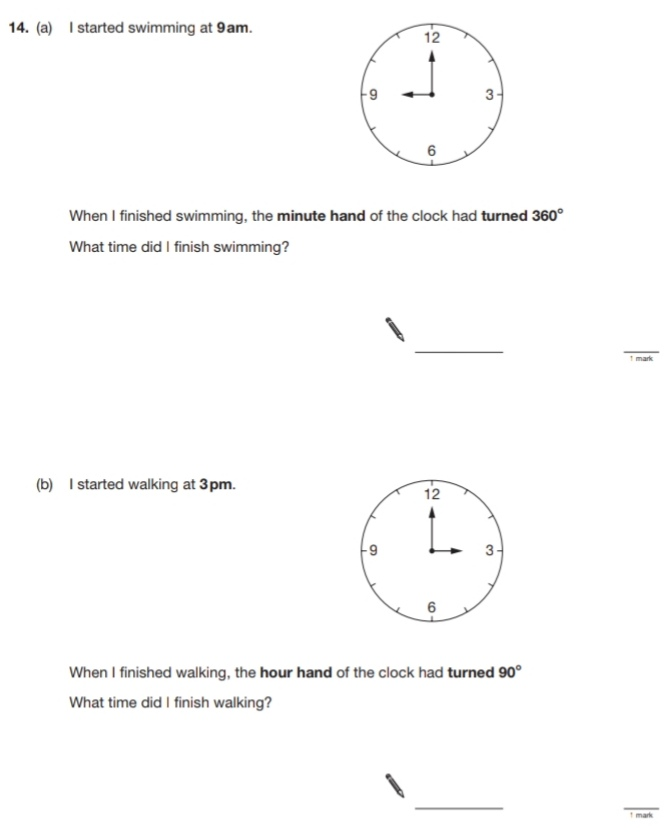 14. (a) I started swimming at 9am.
12
9 3
6
When I finished swimming, the minute hand of the clock had turned 360°
What time did I finish swimming?
1 mark
(b) I started walking at 3pm.
12
9 3
6
When I finished walking, the hour hand of the clock had turned 90°
What time did I finish walking?
1 mark